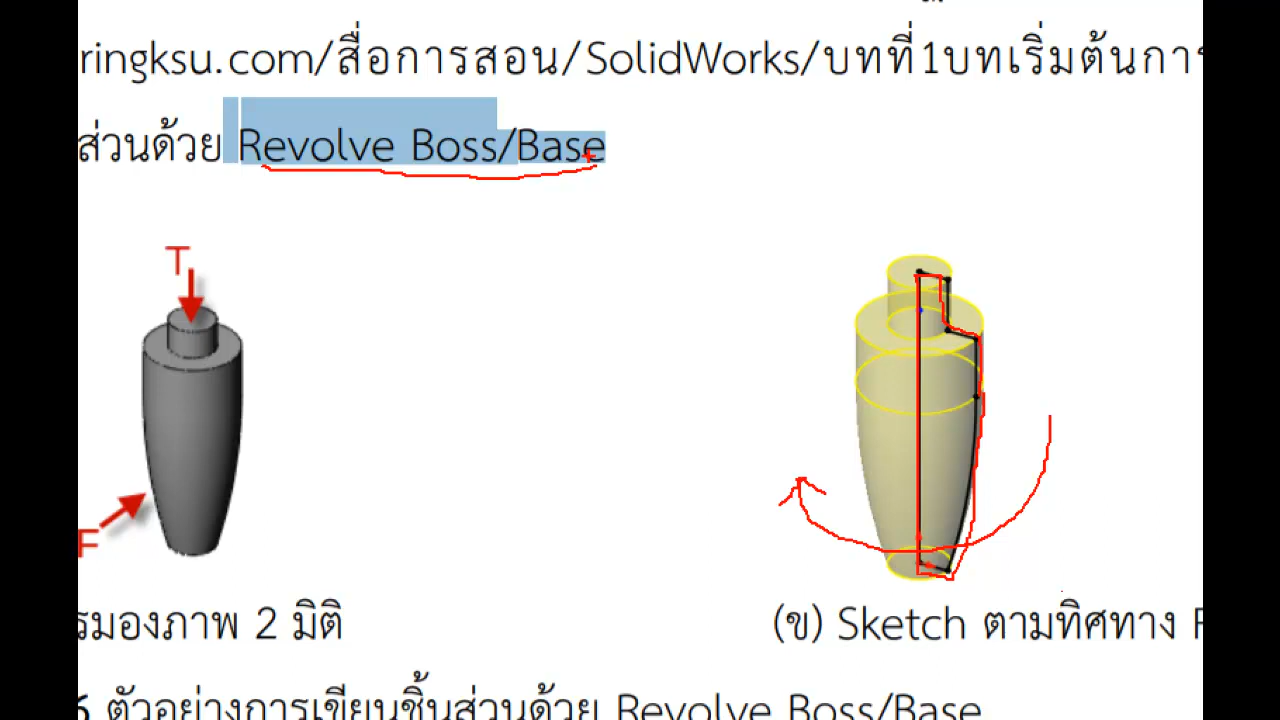 ringksu.com/สื่อการสอน/SolidWorks/บทที่1บทเริ่มต้นกา
ส่วนด้วย Revolve Boss/Base
T
F
รมองภาพ 2 มิติ
(ข) Sketch ตามทิศทาง F
6 ตัวอย่างการเขียนชิ้นส่วนด้วย Revolve Boss/Base